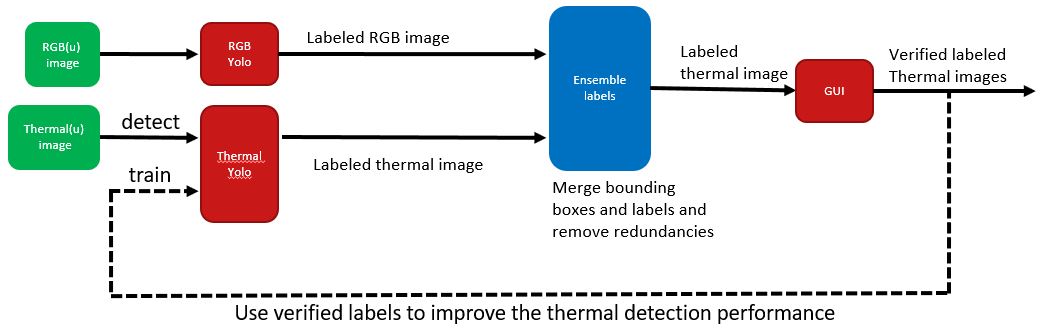 RGB(u)
image
RGB
Yolo
Labeled RGB image
Thermal(u)
image
detect
train
Thermal
Yolo
Labeled thermal image
Ensemble
labels
Merge bounding
boxes and labels and
remove redundancies
Labeled
thermal image
GUI
Verified labeled
Thermal images
Use verified labels to improve the thermal detection performance